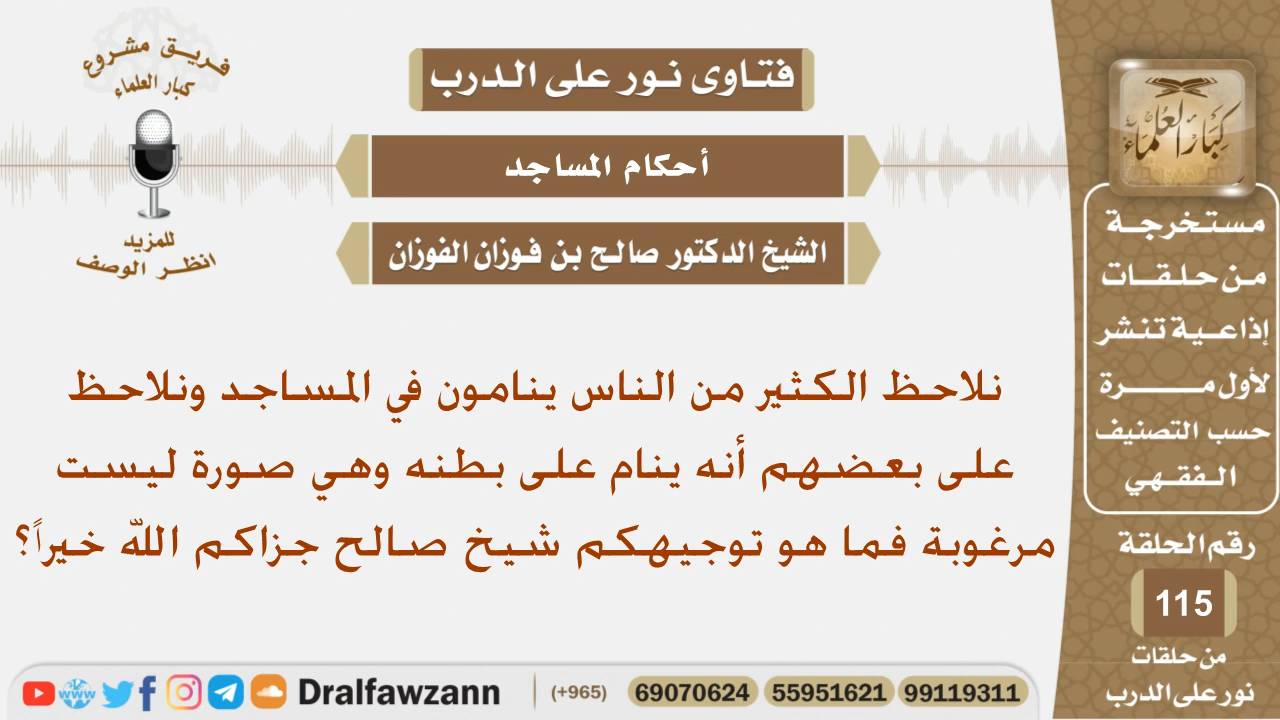 فريق مشروع
كبار العلماء
للمزيد
انظر الوصف
فتاوى نور على الدرب
أحكام المساجد
الشيخ الدكتور صالح بن فوزان الفوزان
نلاحظ الكثير من الناس ينامون في المساجد ونلاحظ
على بعضهم أنه ينام على بطنه وهي صورة ليست
مرغوبة فما هو توجيهكم شيخ صالح جزاكم الله خيراً؟
كبار العلماء
مستخرجة
من حلقات
إذاعية تنشر
لأول مرة
حسب التصنيف
الفقهي
رقم الحلقة
115
من حلقات
نور على الدرب
www
Dralfawzann
(+965) 69070624 55951621 99119311